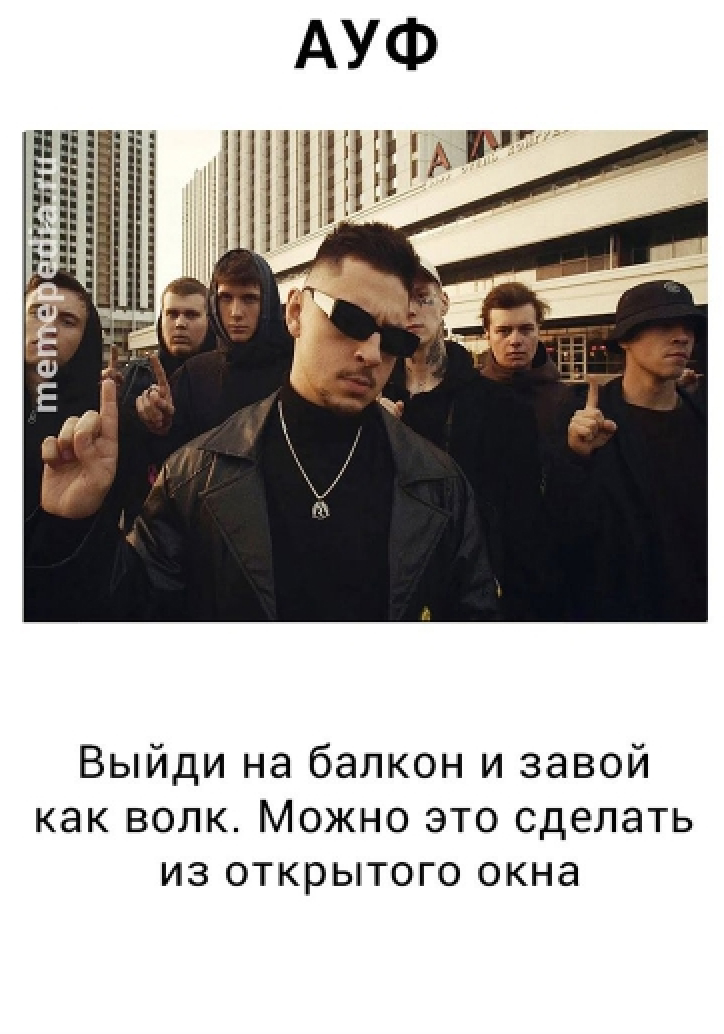 АУФ
memepedia.ru
Выйди на балкон и завой
как волк. Можно это сделать
из открытого окна